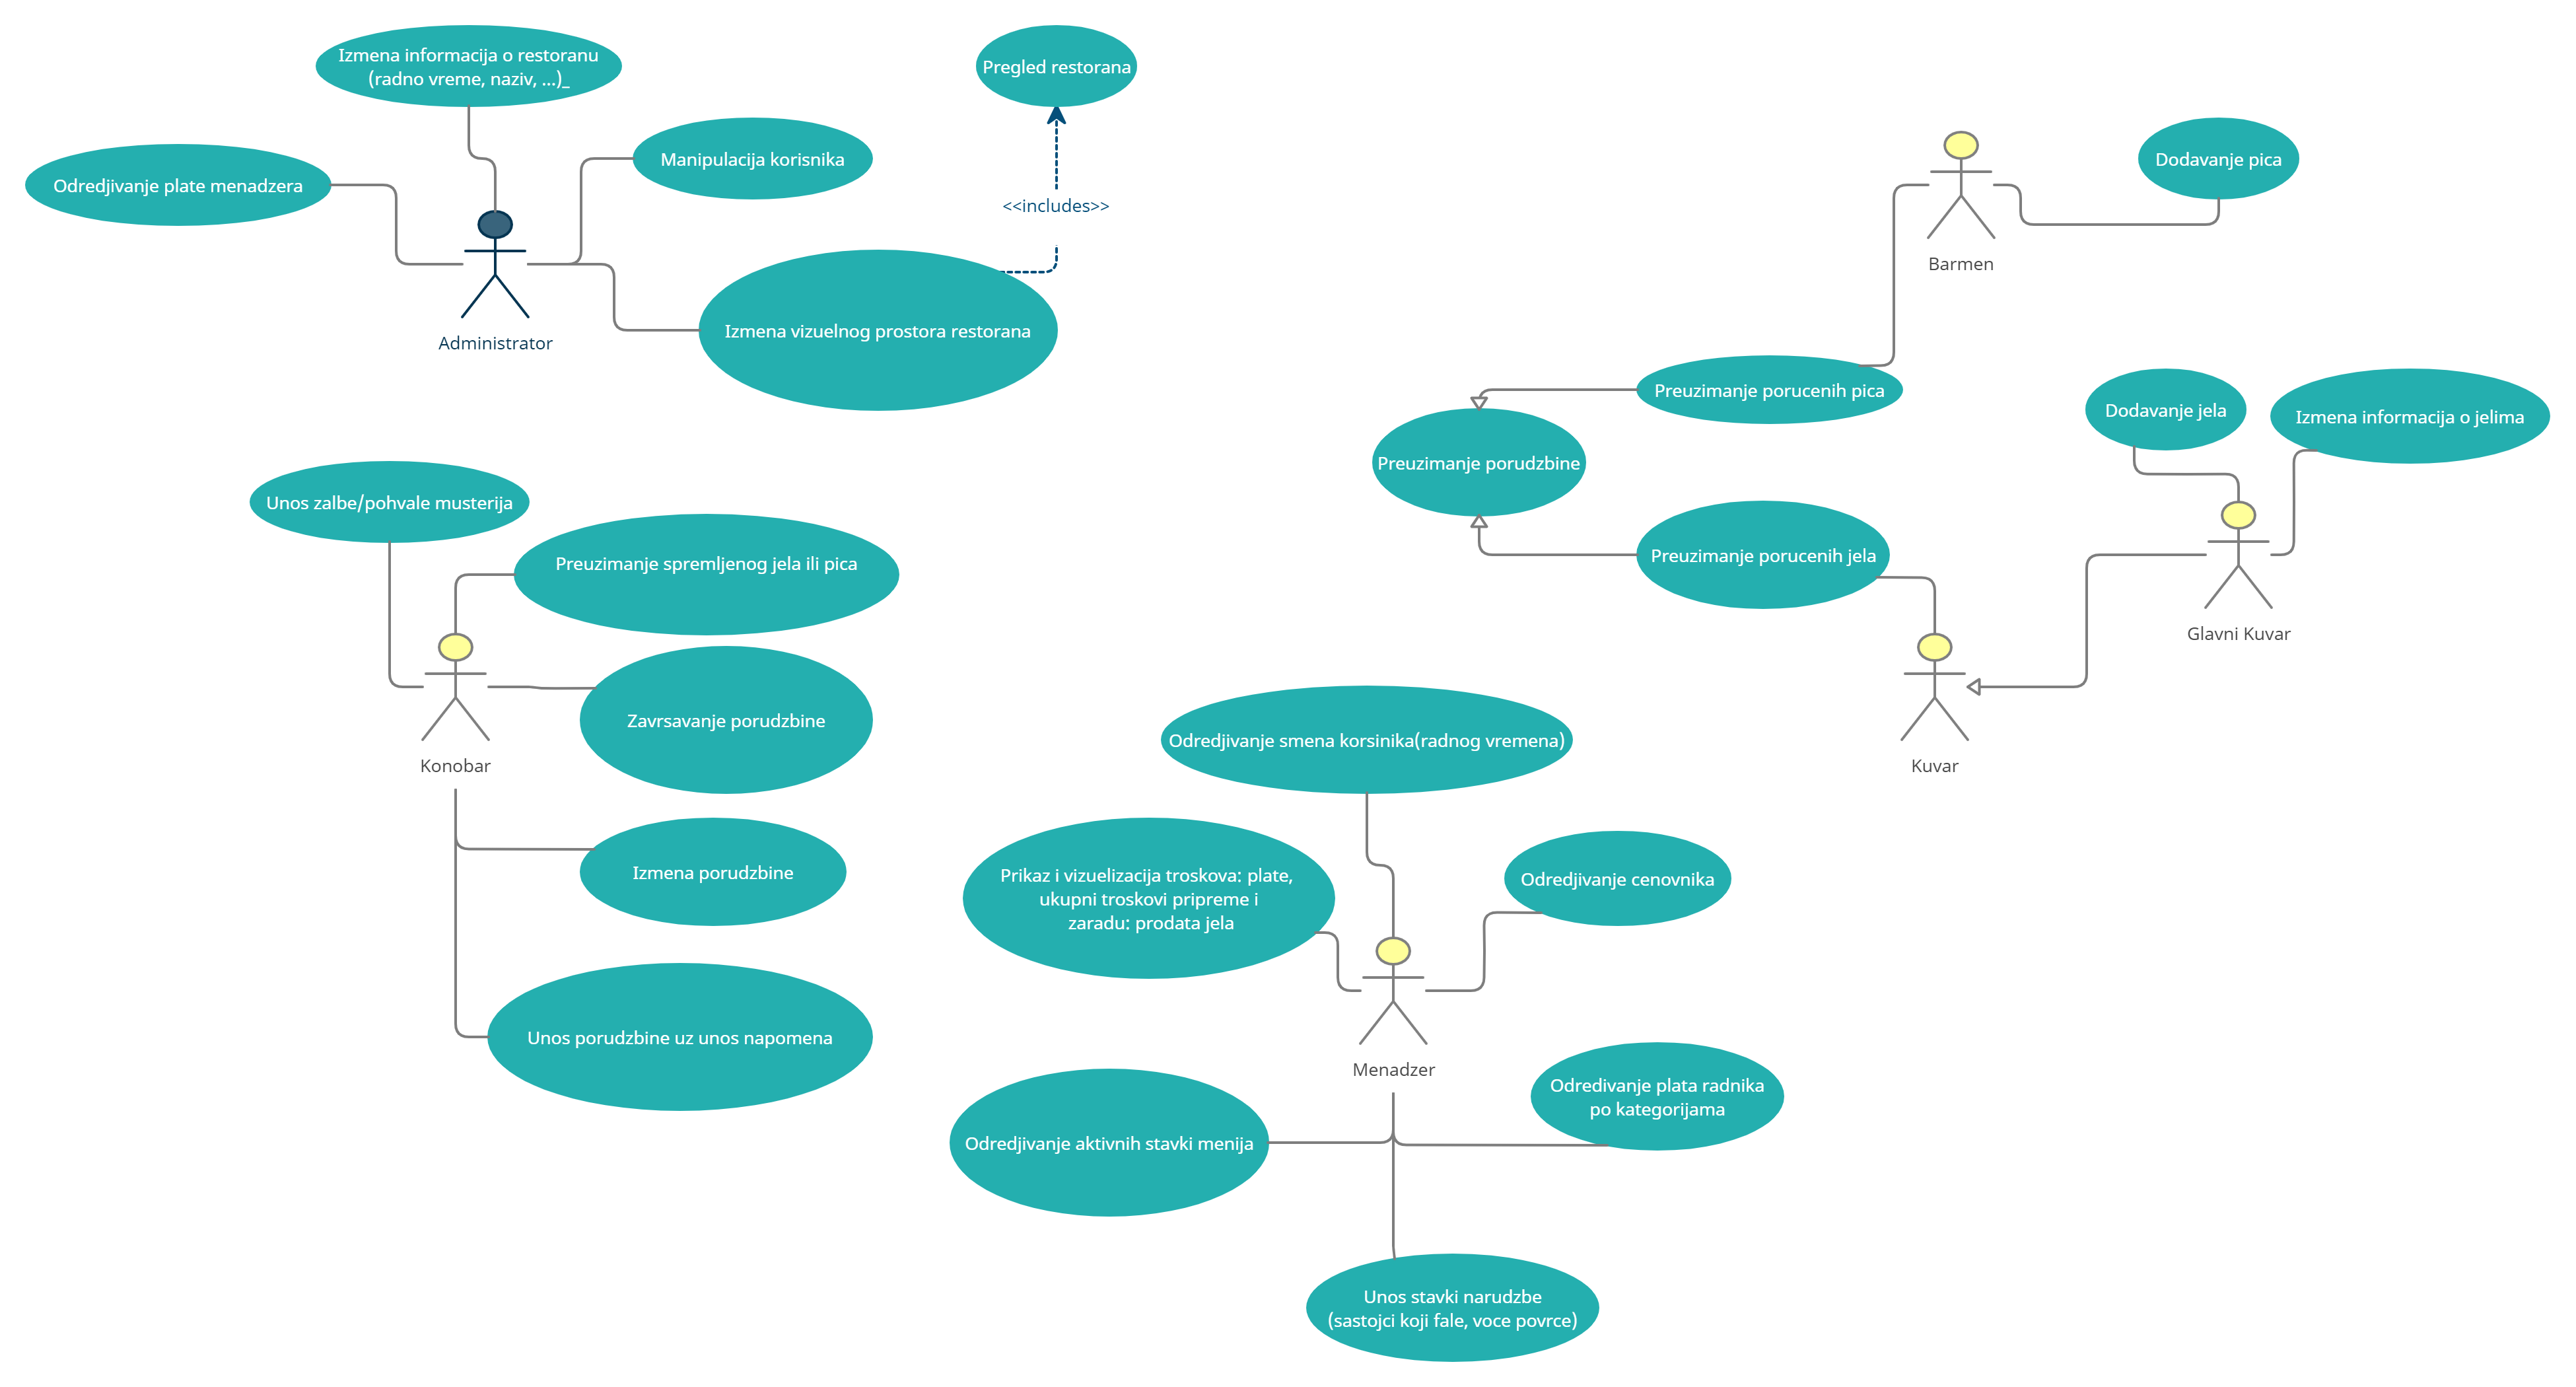 Izmena informacija o restoranu
(radno vreme, naziv, ...)_
Pregled restorana
Manipulacija korisnika
Odredjivanje plate menadzera
<<includes>>
Administrator
Izmena vizuelnog prostora restorana
Dodavanje pica
Barmen
Preuzimanje porucenih pica
Preuzimanje porudzbine
Preuzimanje porucenih jela
Dodavanje jela
Izmena informacija o jelima
Glavni Kuvar
Kuvar
Unos zalbe/pohvale musterija
Preuzimanje spremljenog jela ili pica
Zavrsavanje porudzbine
Konobar
Izmena porudzbine
Unos porudzbine uz unos napomena
Odredjivanje smena korsinika(radnog vremena)
Prikaz i vizuelizacija troskova: plate,
ukupni troskovi pripreme i
zaradu: prodata jela
Odredjivanje cenovnika
Menadzer
Odredivanje plata radnika
po kategorijama
Odredjivanje aktivnih stavki menija
Unos stavki narudzbe
(sastojci koji fale, voce povrce)